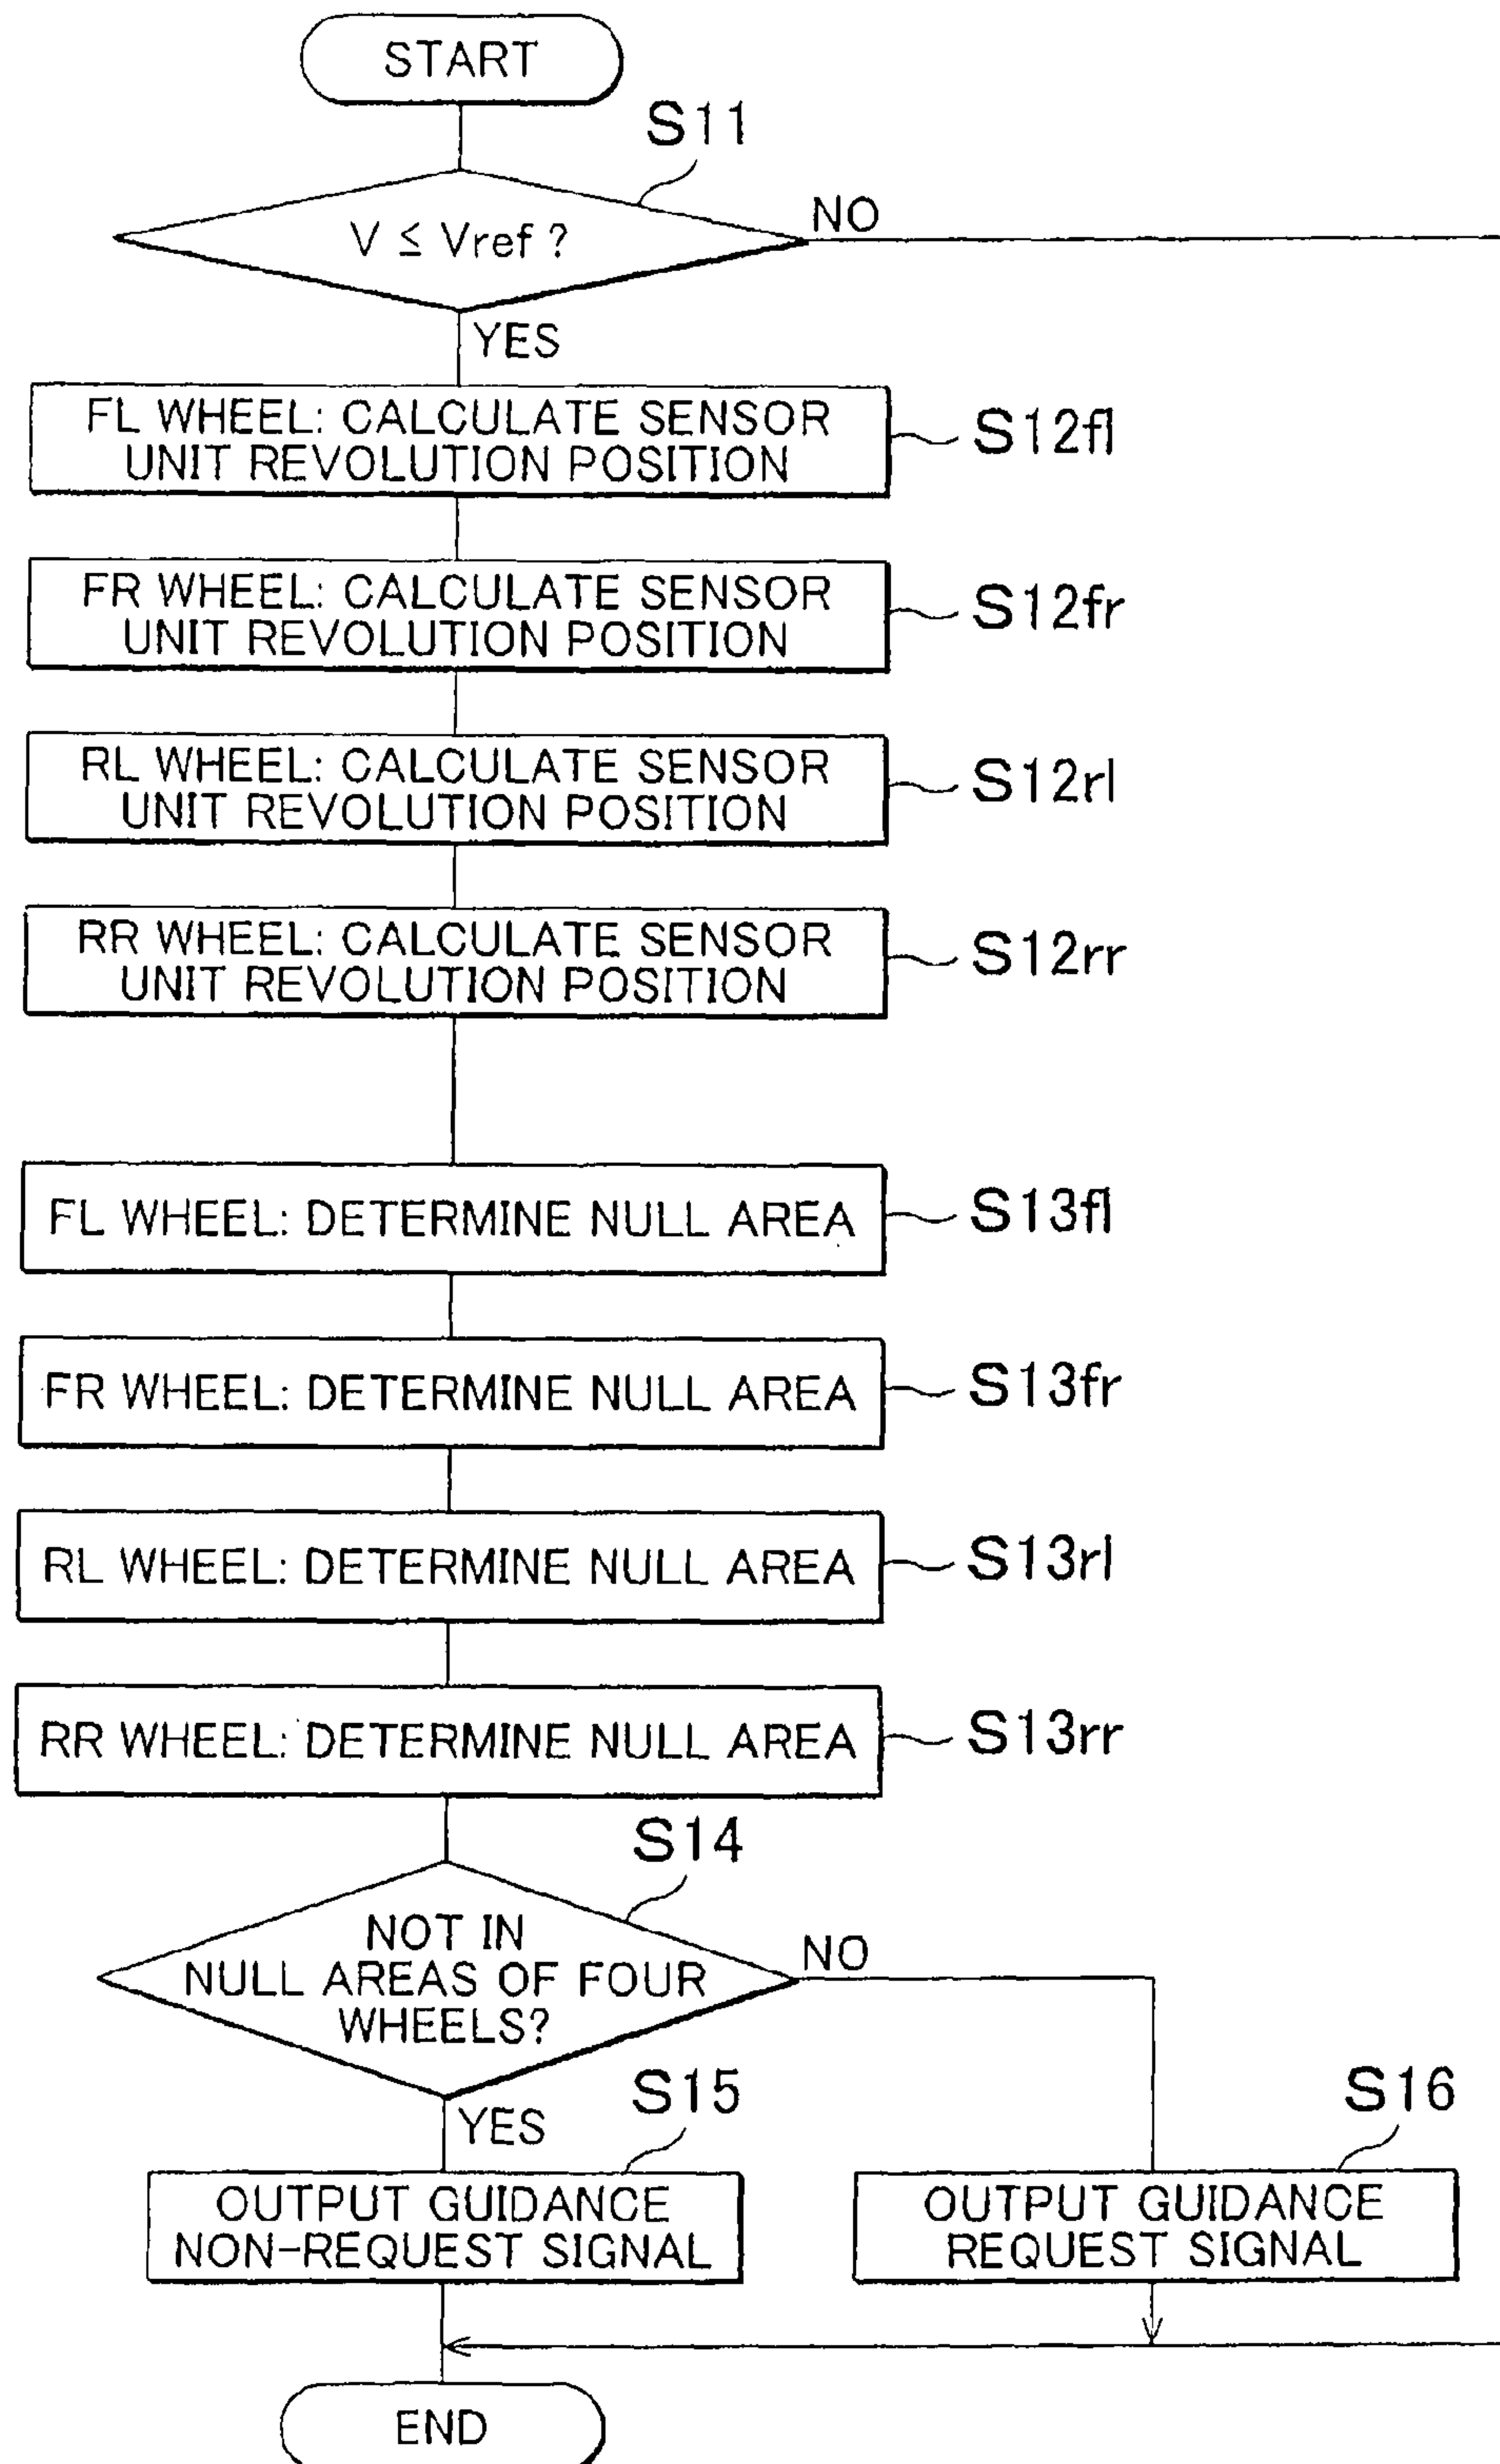 START
S11
V ≤ Vref ?
NO
YES
FL WHEEL: CALCULATE SENSOR
UNIT REVOLUTION POSITION
S12fl
FR WHEEL: CALCULATE SENSOR
UNIT REVOLUTION POSITION
S12fr
RL WHEEL: CALCULATE SENSOR
UNIT REVOLUTION POSITION
S12rl
RR WHEEL: CALCULATE SENSOR
UNIT REVOLUTION POSITION
S12rr
FL WHEEL: DETERMINE NULL AREA
S13fl
FR WHEEL: DETERMINE NULL AREA
S13fr
RL WHEEL: DETERMINE NULL AREA
S13rl
RR WHEEL: DETERMINE NULL AREA
S13rr
S14
NOT IN
NULL AREAS OF FOUR
WHEELS?
NO
YES
S15
OUTPUT GUIDANCE
NON-REQUEST SIGNAL
S16
OUTPUT GUIDANCE
REQUEST SIGNAL
END